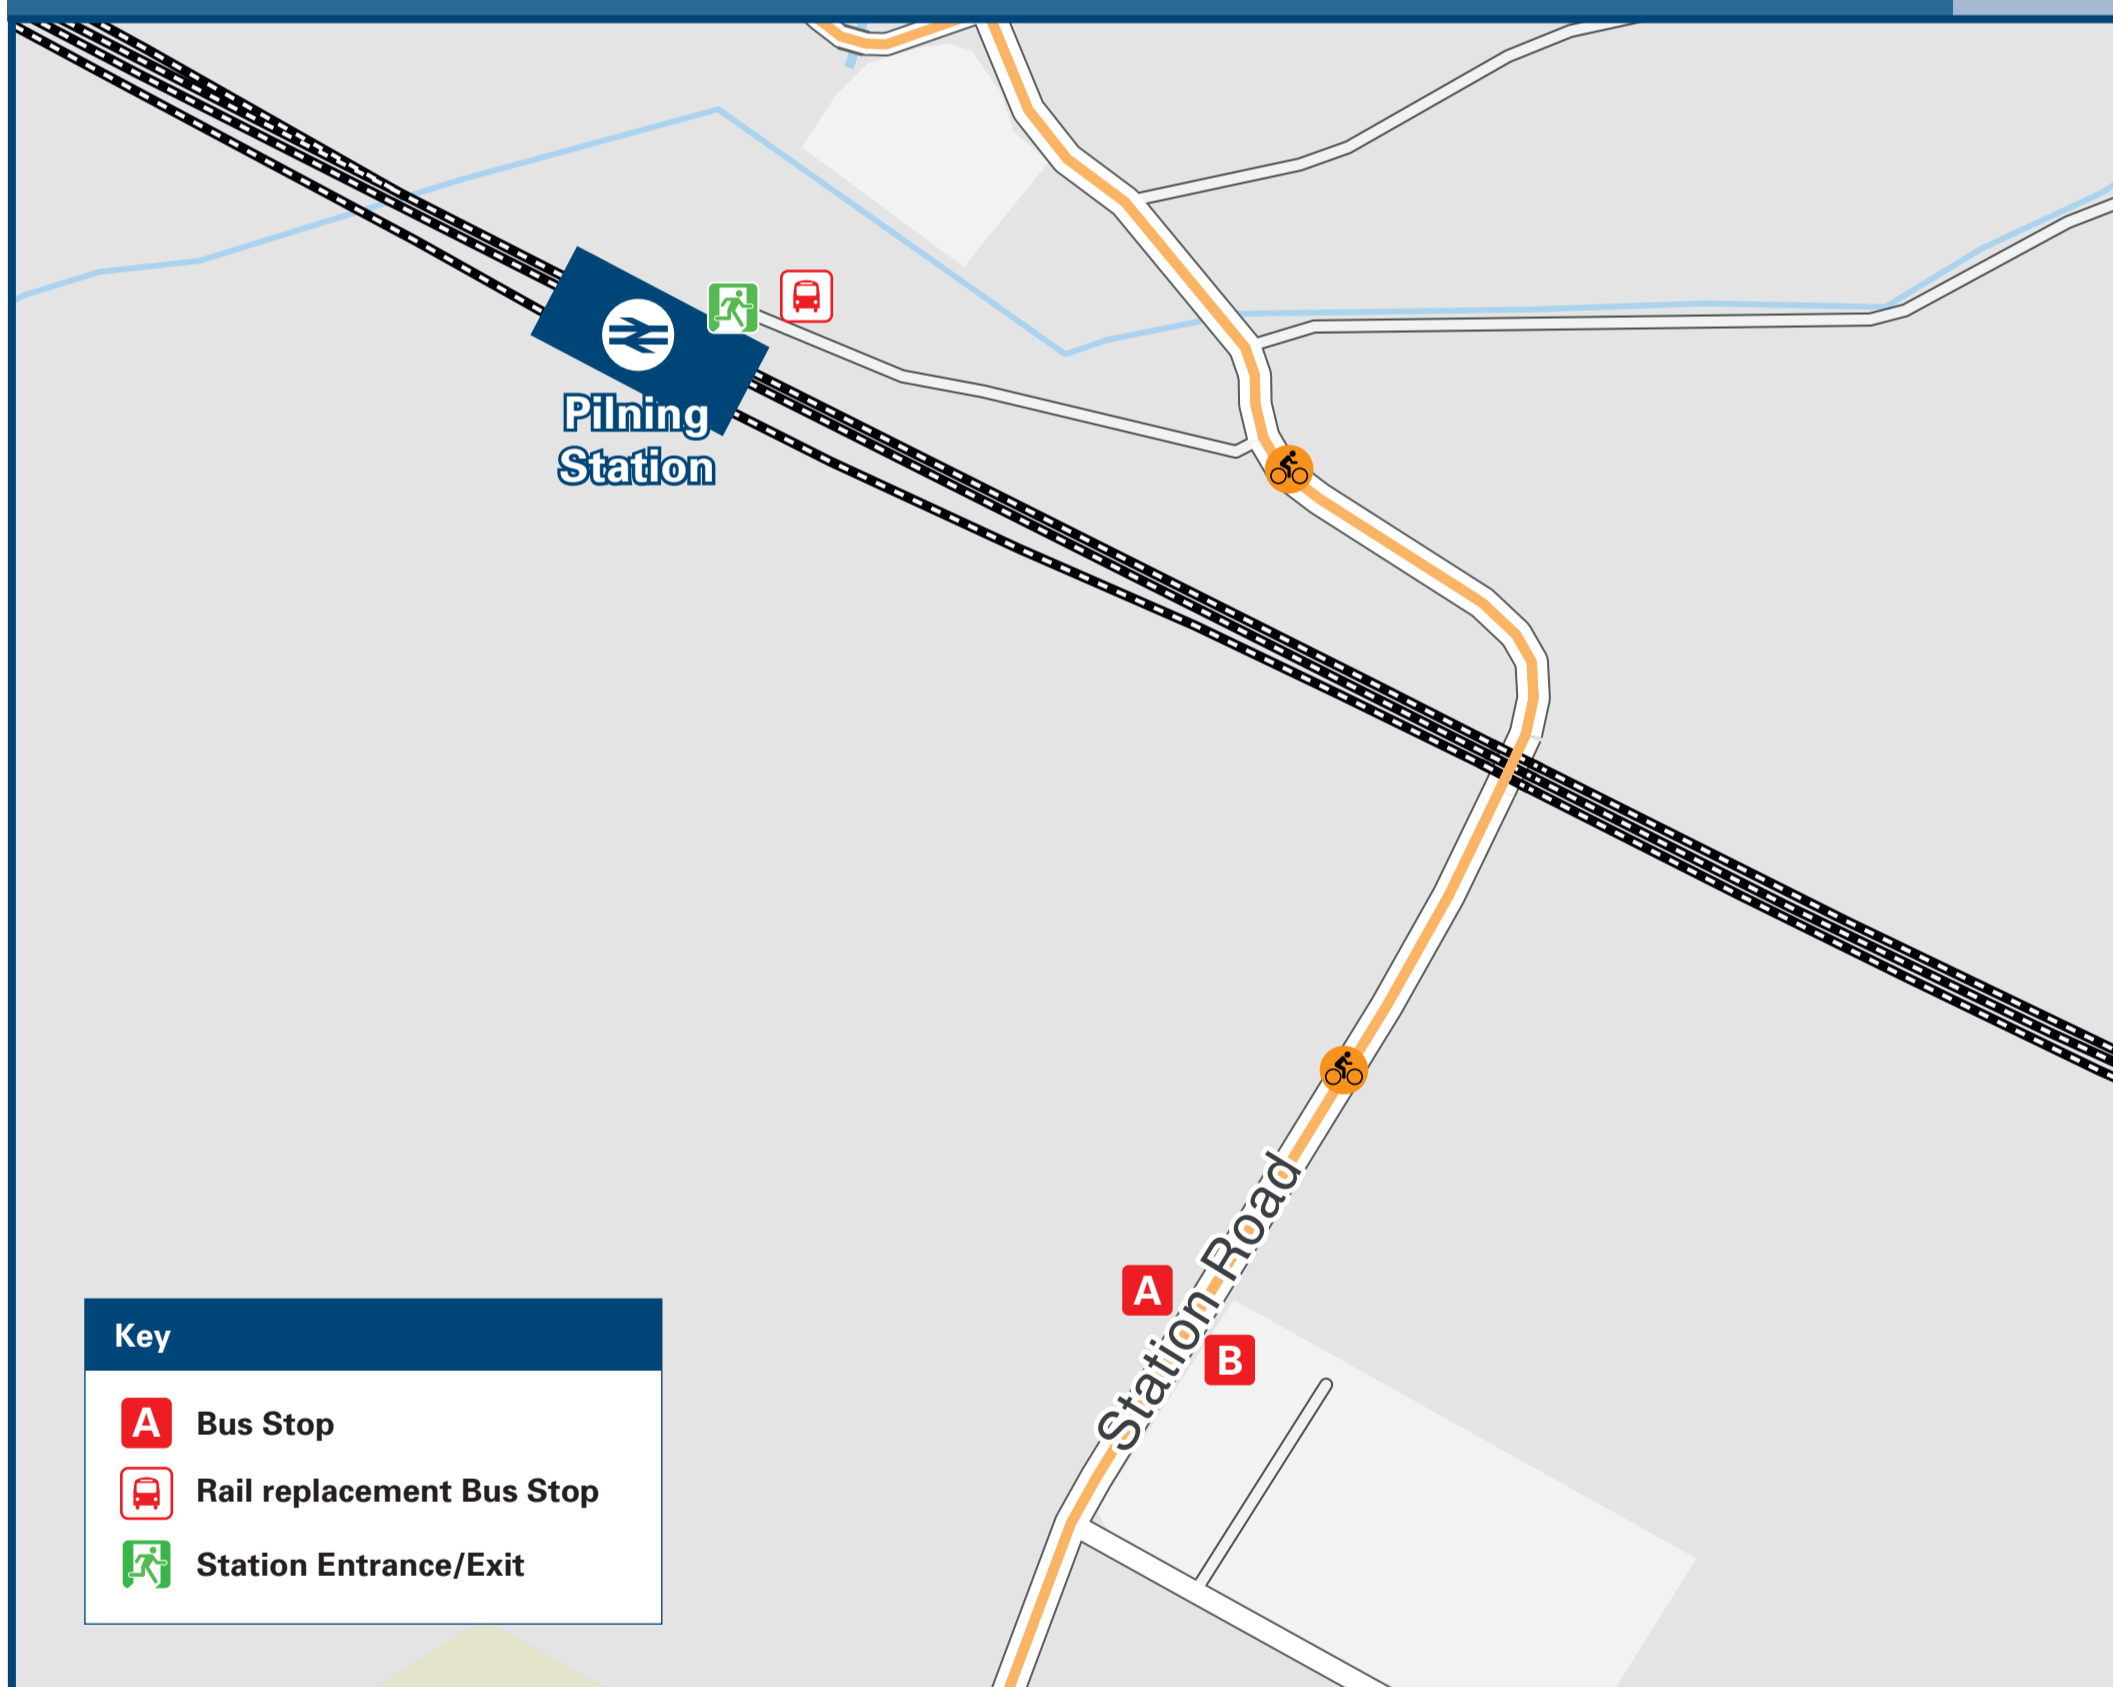 Pilning
Station
Station Road
A
B
Key
A Bus Stop
Rail replacement Bus Stop
Station Entrance/Exit